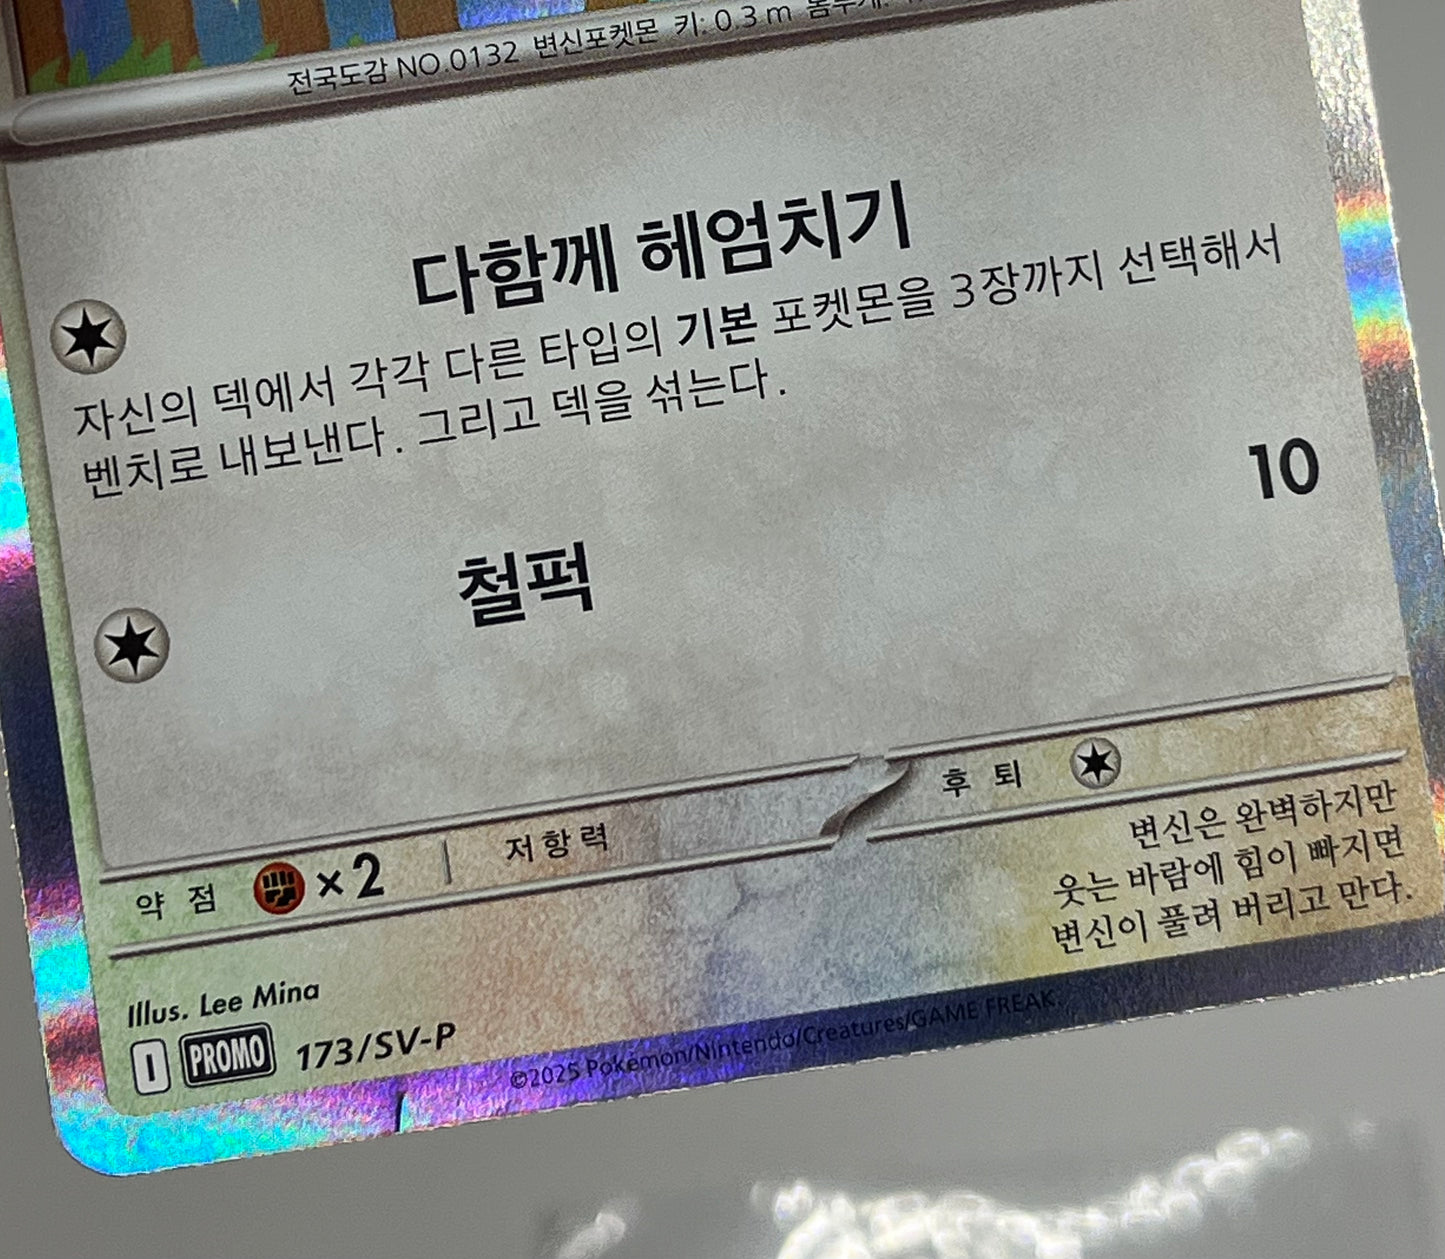 전국도감 NO.0132 변신포켓몬 키: 0.3 m 몸무게:
다함께 헤엄치기
자신의 덱에서 각각 다른 타입의 기본 포켓몬을 3장까지 선택해서
벤치로 내보낸다. 그리고 덱을 섞는다.
철퍽 10
약 점 ×2 저항력 후 퇴
변신은 완벽하지만
웃는 바람에 힘이 빠지면
변신이 풀려 버리고 만다.
Illus. Lee Mina
I PROMO 173/SV-P
©2025 Pokémon/Nintendo/Creatures/GAME FREAK.